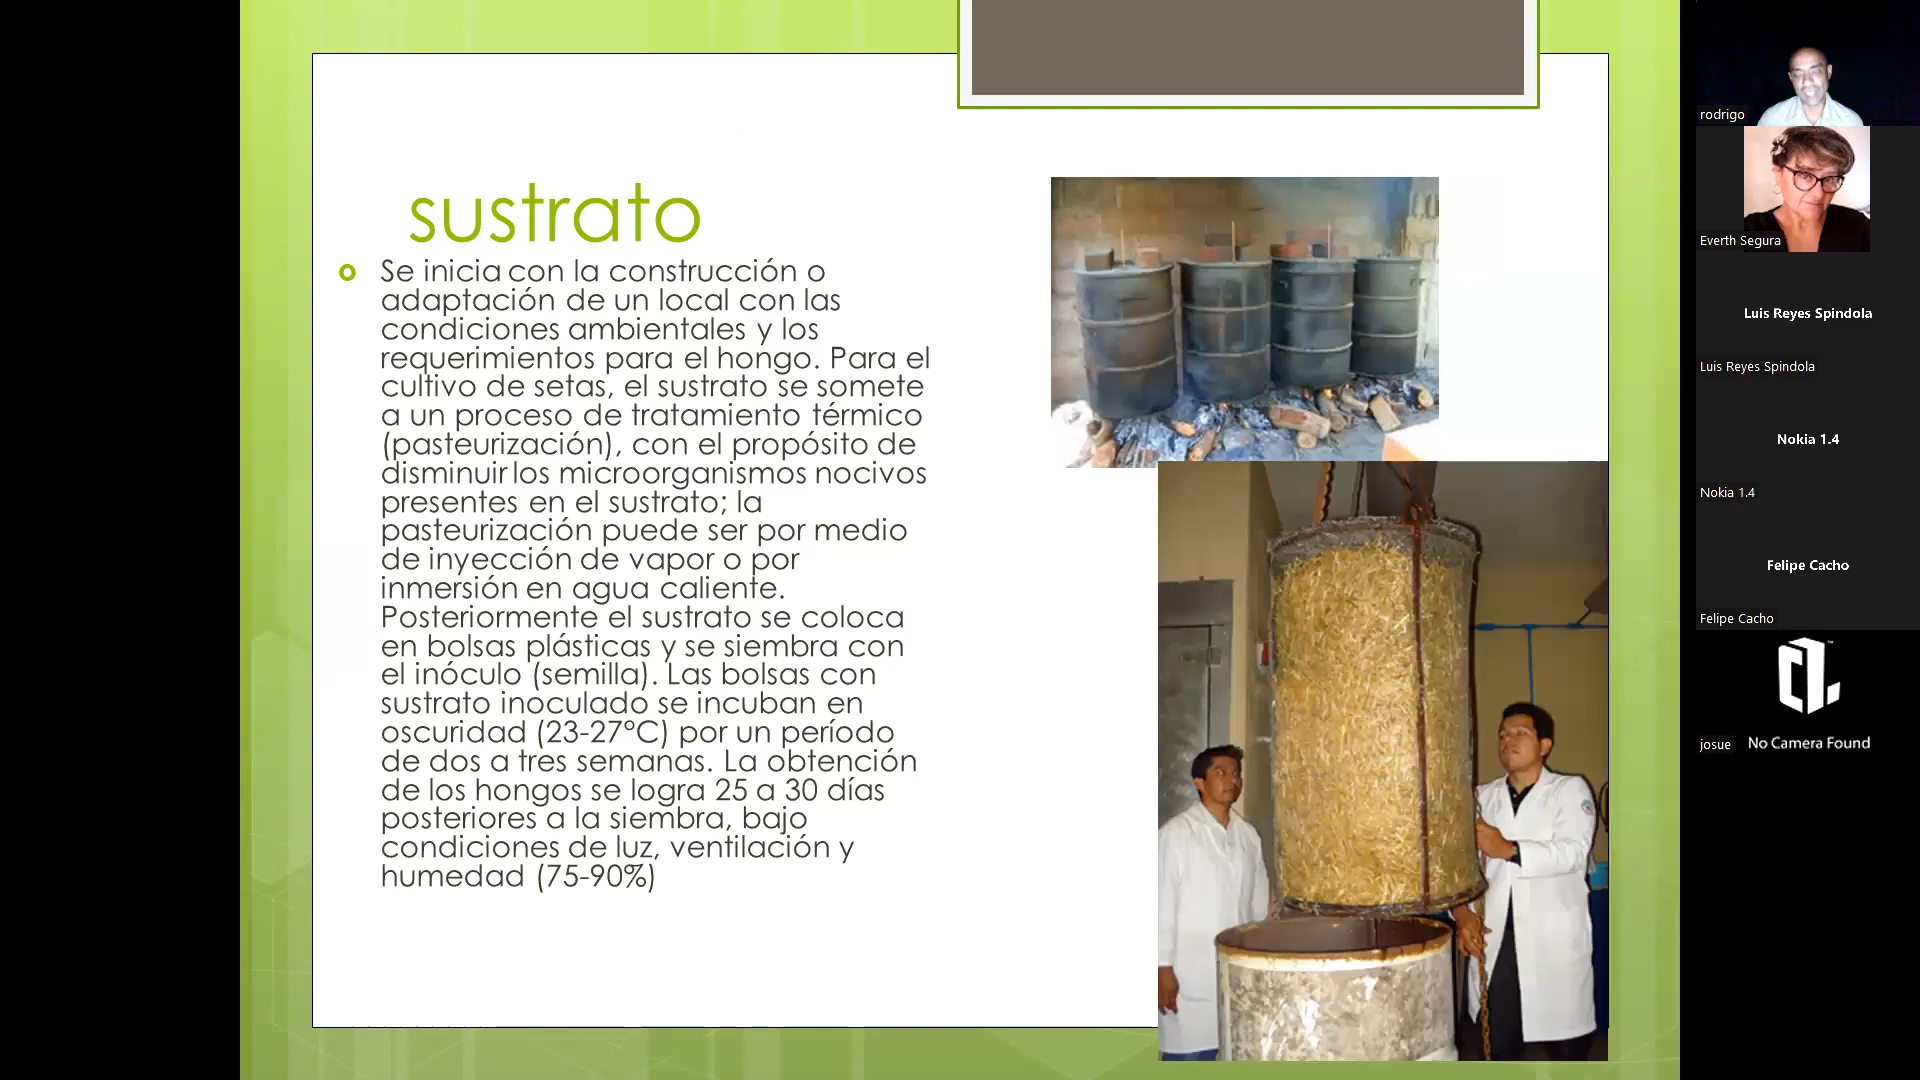 sustrato
Se inicia con la construcción o
adaptación de un local con las
condiciones ambientales y los
requerimientos para el hongo. Para el
cultivo de setas, el sustrato se somete
a un proceso de tratamiento térmico
(pasteurización), con el propósito de
disminuir los microorganismos nocivos
presentes en el sustrato; la
pasteurización puede ser por medio
de inyección de vapor o por
inmersión en agua caliente.
Posteriormente el sustrato se coloca
en bolsas plásticas y se siembra con
el inóculo (semilla). Las bolsas con
sustrato inoculado se incuban en
oscuridad (23-27°C) por un período
de dos a tres semanas. La obtención
de los hongos se logra 25 a 30 días
posteriores a la siembra, bajo
condiciones de luz, ventilación y
humedad (75-90%)
rodrigo
Everth Segura
Luis Reyes Spindola
Luis Reyes Spindola
Nokia 1.4
Nokia 1.4
Felipe Cacho
Felipe Cacho
No Camera Found
josue